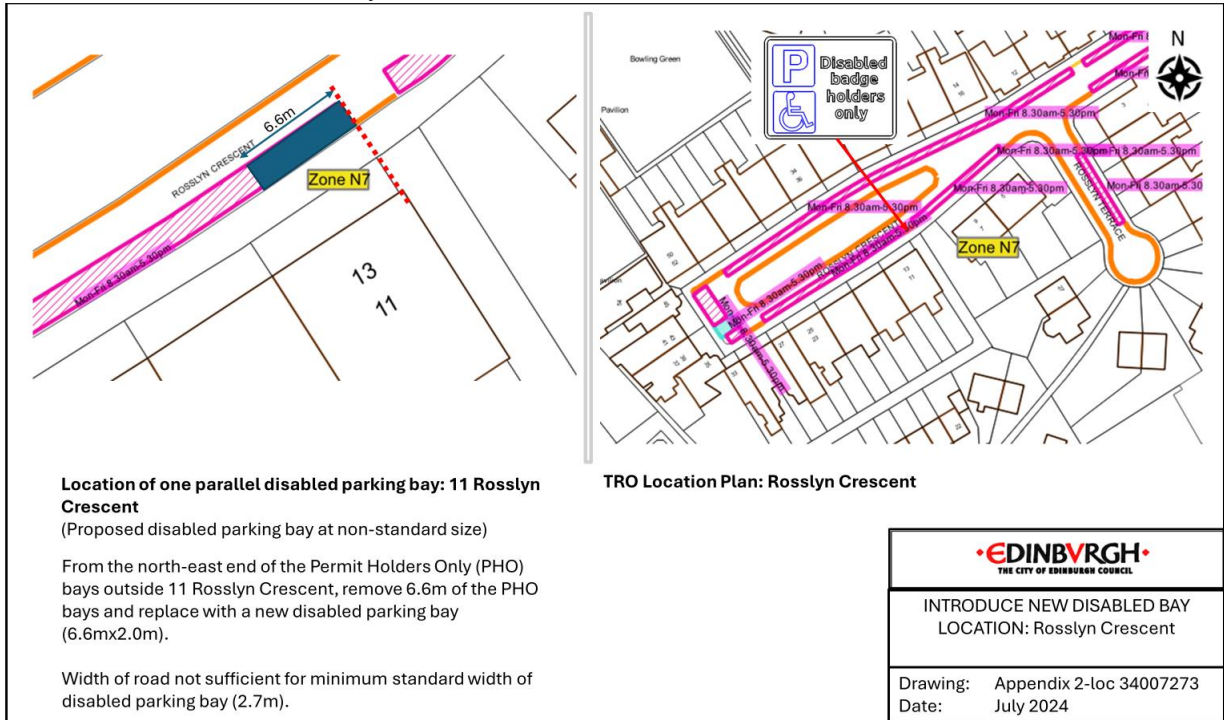 6.6m
ROSSLYN CRESCENT
Zone N7
Mon-Fri 8.30am-5.30pm
13
11
Bowling Green
Pavilion
P Disabled
badge
holders
only
N
Mon-Fri 8.30am-5.30pm
Mon-Fri 8.30am-5.30pm
Mon-Fri 8.30am-5.30pm
Mon-Fri 8.30am-5.30pm
ROSSLYN CRESCENT
Mon-Fri 8.30am-5.30pm
Mon-Fri 8.30am-5.30pm
ROSSLYN TERRACE
Zone N7
13
11
Location of one parallel disabled parking bay: 11 Rosslyn
Crescent
(Proposed disabled parking bay at non-standard size)
From the north-east end of the Permit Holders Only (PHO)
bays outside 11 Rosslyn Crescent, remove 6.6m of the PHO
bays and replace with a new disabled parking bay
(6.6mx2.0m).
Width of road not sufficient for minimum standard width of
disabled parking bay (2.7m).
TRO Location Plan: Rosslyn Crescent
·EDINBVRGH·
THE CITY OF EDINBURGH COUNCIL
INTRODUCE NEW DISABLED BAY
LOCATION: Rosslyn Crescent
Drawing: Appendix 2-loc 34007273
Date: July 2024